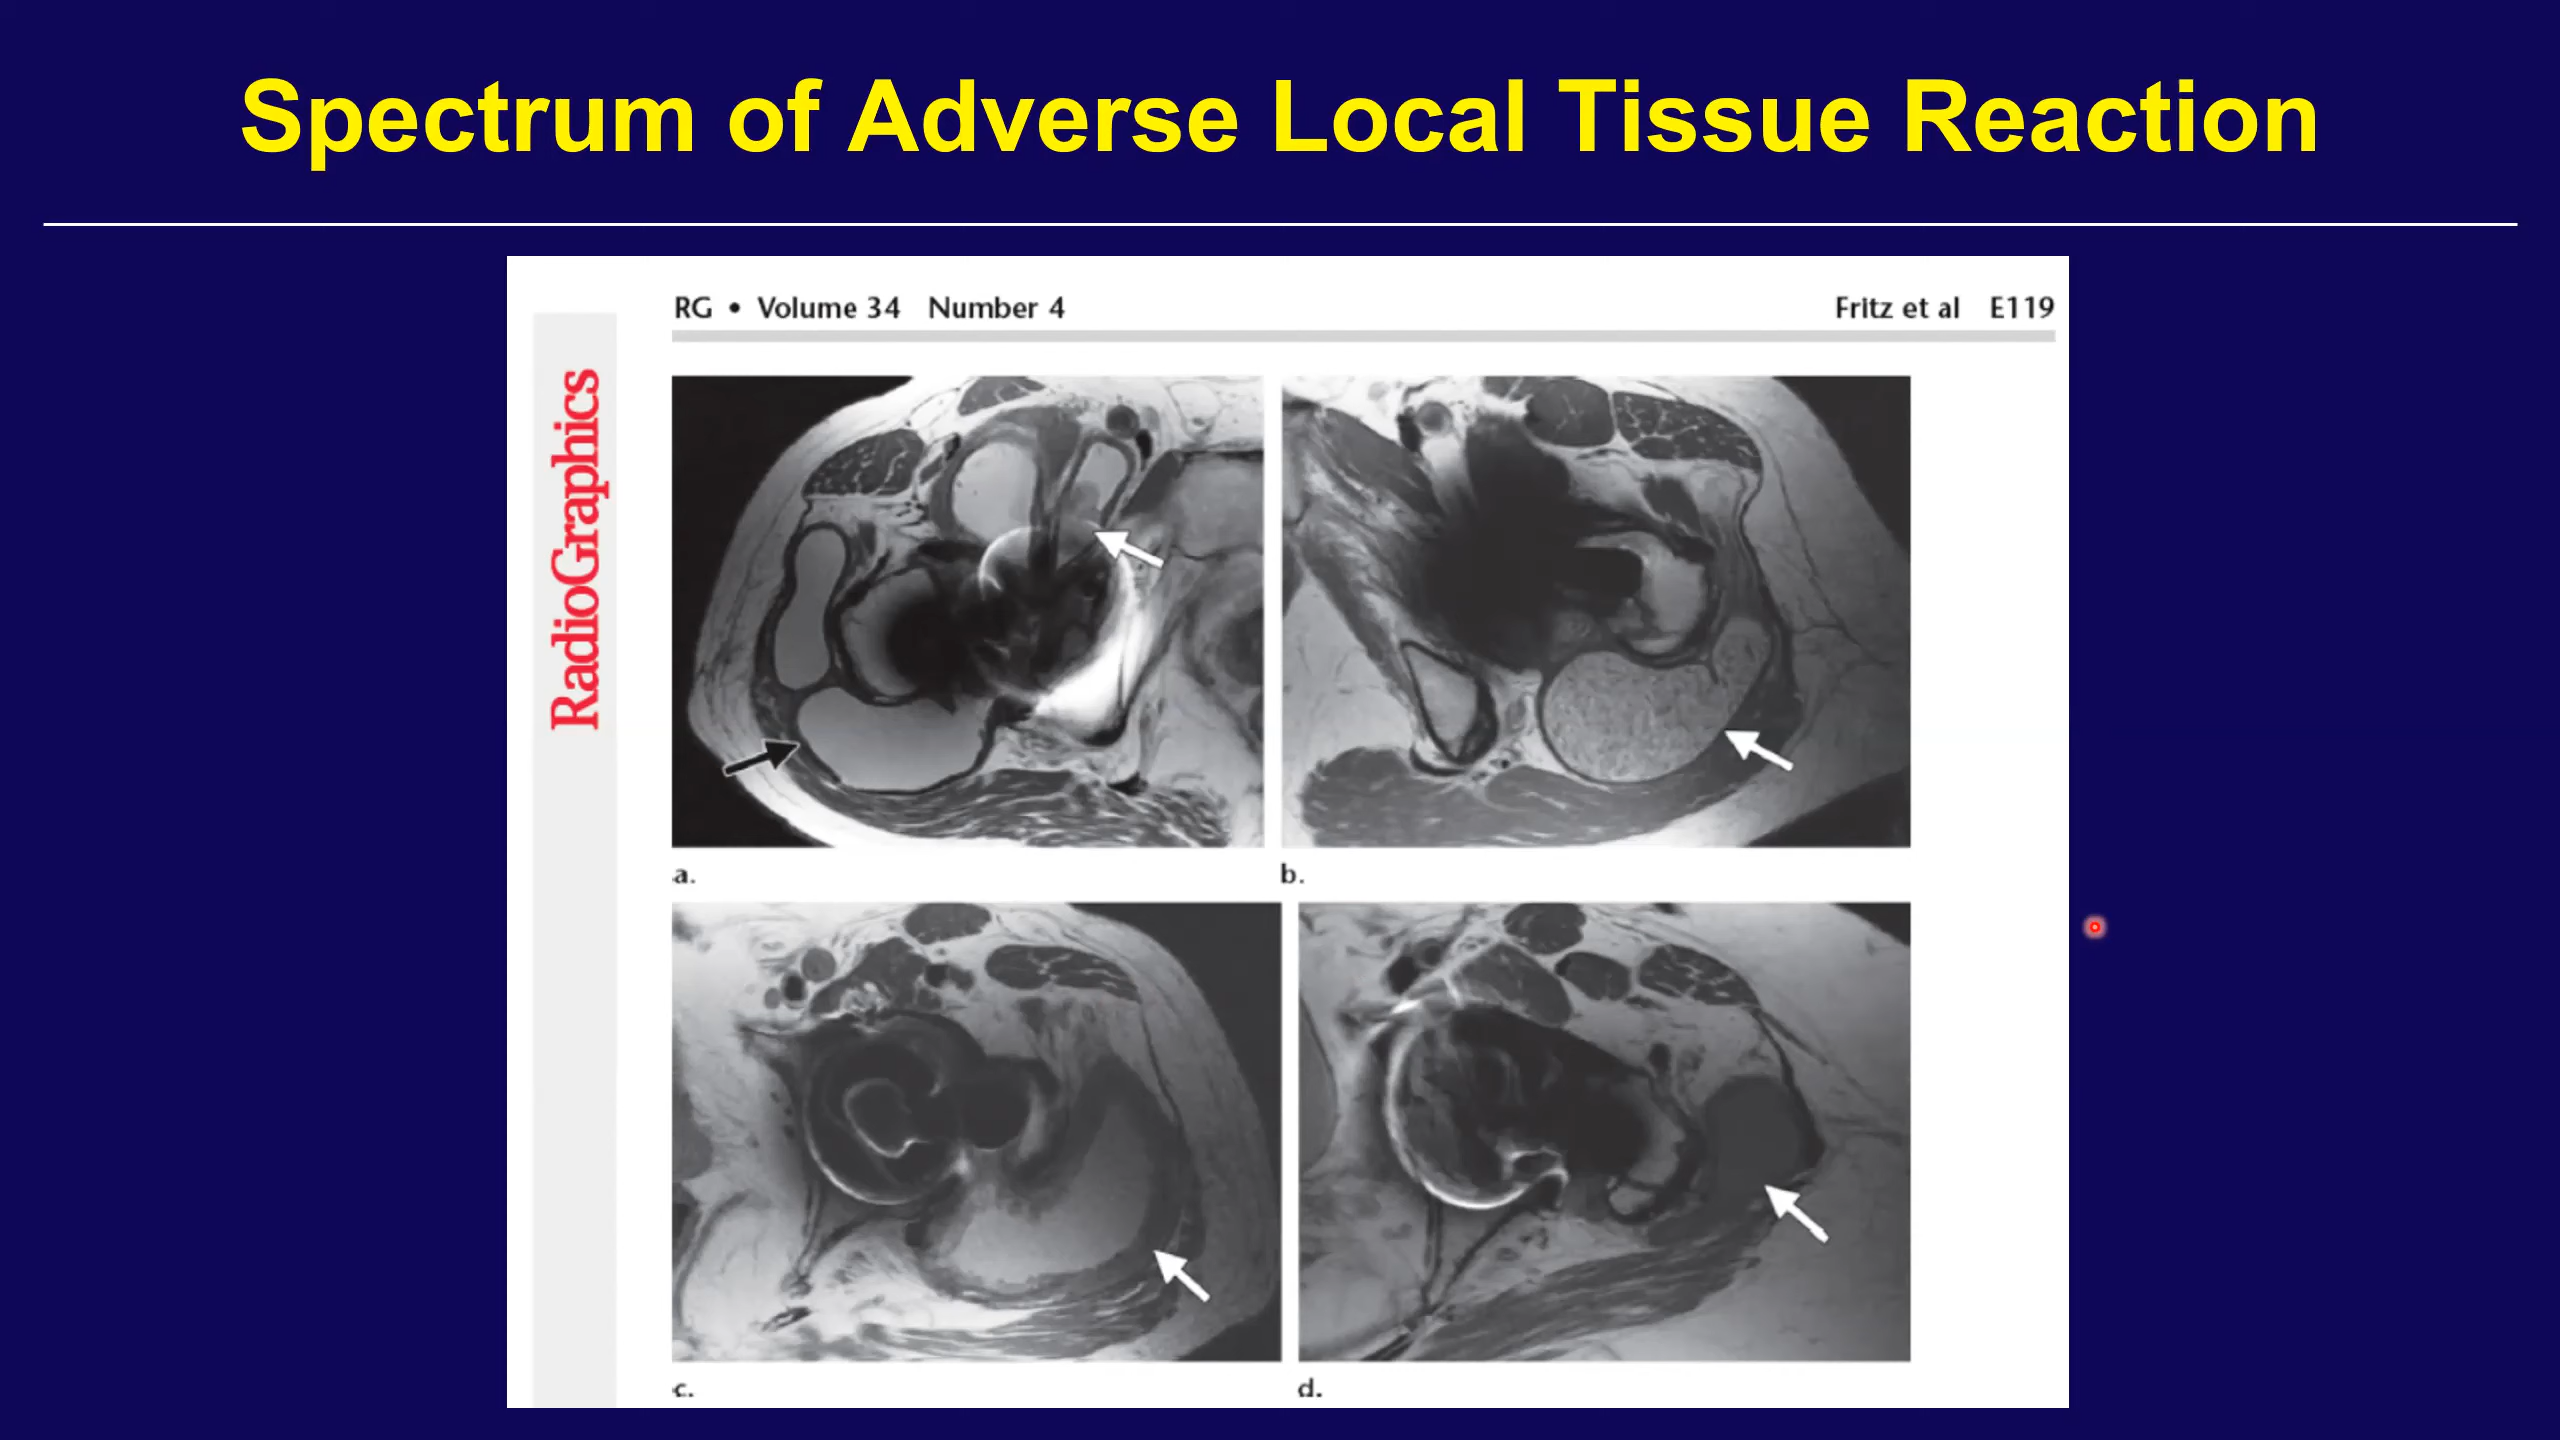 Spectrum of Adverse Local Tissue Reaction
RG • Volume 34 Number 4
Fritz et al E119
RadioGraphics
a.
b.
c.
d.